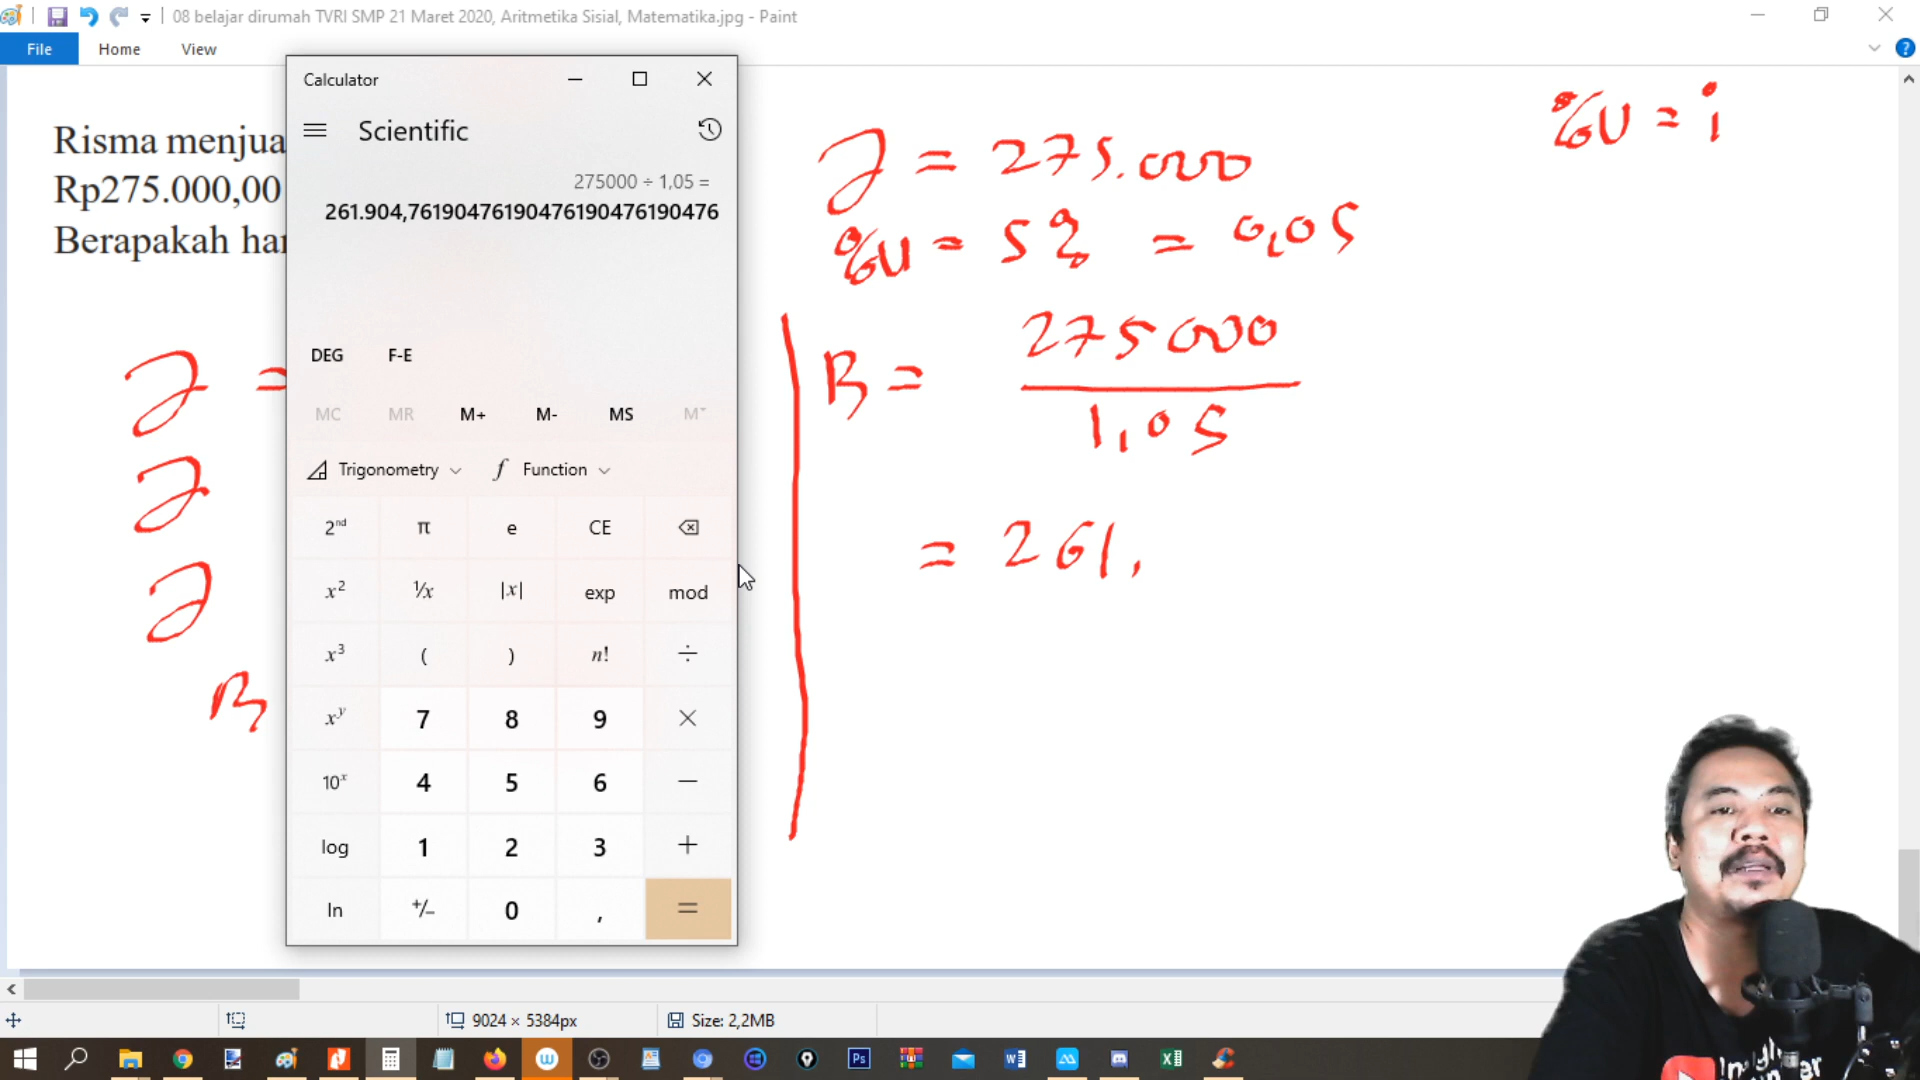 08 belajar dirumah TVRI SMP 21 Maret 2020, Aritmetika Sisial, Matematika.jpg - Paint
File Home View
Risma menjua
Rp275.000,00
Berapakah har
Calculator
Scientific
275000 ÷ 1,05 =
261.904,76190476190476190476190476
DEG F-E
MC MR M+ M- MS M˅
Trigonometry Function
2nd π e CE
x² ¹/x |x| exp mod
x³ ( ) n! ÷
xʸ 7 8 9 ×
10ˣ 4 5 6 −
log 1 2 3 +
ln +/− 0 , =
J =
J
J
B
J = 275.000
%U = 5% = 0,05
B = 275000
1,05
= 261.
%U = i
9024 × 5384px
Size: 2,2MB